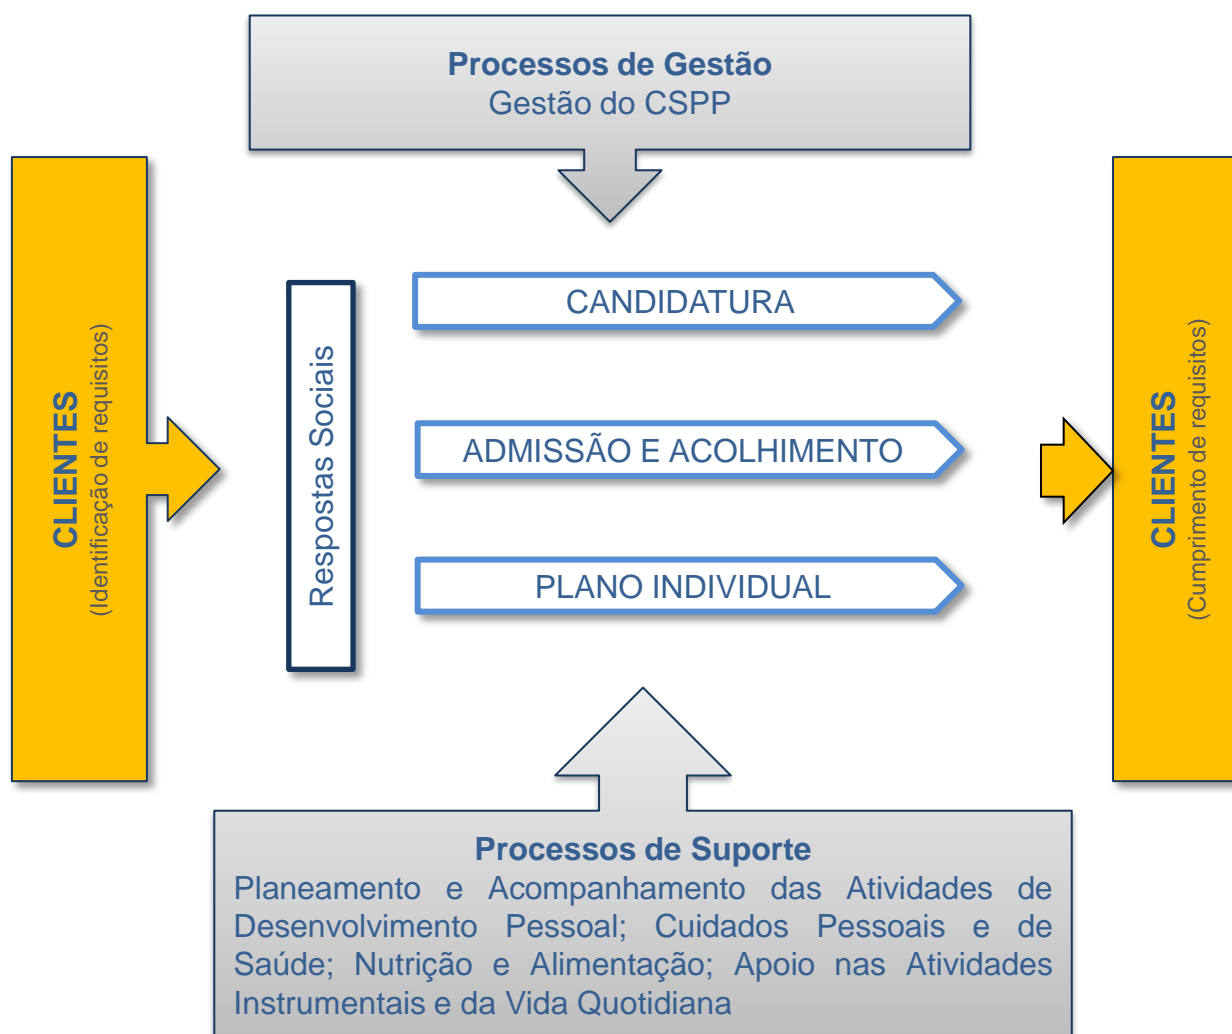 Processos de Gestão
Gestão do CSPP
CLIENTES
(Identificação de requisitos)
Respostas Sociais
CANDIDATURA
ADMISSÃO E ACOLHIMENTO
PLANO INDIVIDUAL
CLIENTES
(Cumprimento de requisitos)
Processos de Suporte
Planeamento e Acompanhamento das Atividades de
Desenvolvimento Pessoal; Cuidados Pessoais e de
Saúde; Nutrição e Alimentação; Apoio nas Atividades
Instrumentais e da Vida Quotidiana